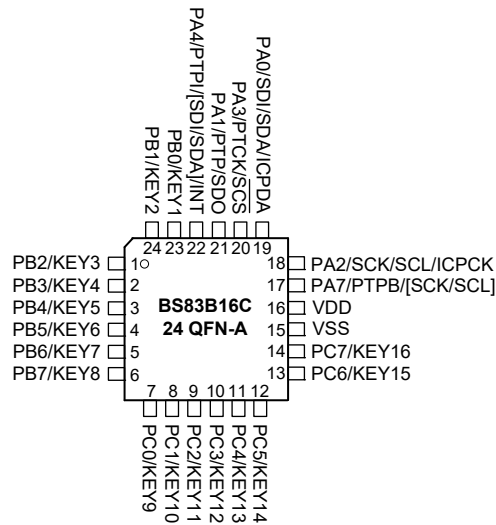 PB1/KEY2
PB0/KEY1
PA4/PTPI/[SDI/SDA]/INT
PA1/PTP/SDO
PA3/PTCK/SCS
PA0/SDI/SDA/ICPDA
24 23 22 21 20 19
PB2/KEY3 1
PB3/KEY4 2
PB4/KEY5 3
PB5/KEY6 4
PB6/KEY7 5
PB7/KEY8 6
BS83B16C
24 QFN-A
18 PA2/SCK/SCL/ICPCK
17 PA7/PTPB/[SCK/SCL]
16 VDD
15 VSS
14 PC7/KEY16
13 PC6/KEY15
7 8 9 10 11 12
PC0/KEY9
PC1/KEY10
PC2/KEY11
PC3/KEY12
PC4/KEY13
PC5/KEY14